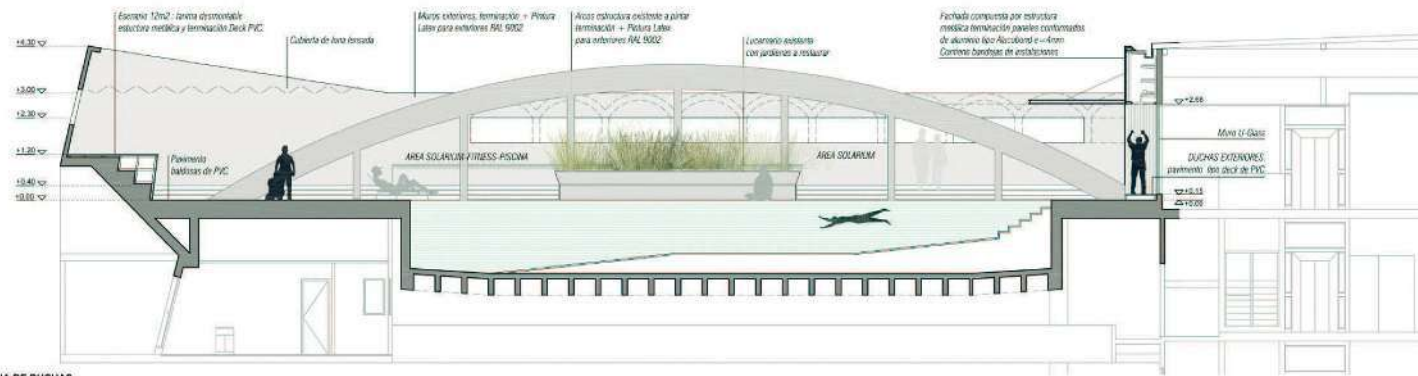 Esenario 12m2 : tarima desmontable
estuctura metálica y terminación Deck PVC.
Cubierta de lona tensada
Muros exteriores, terminación + Pintura
Latex para exteriores RAL 9002
Arcos estructura existente a pintar
terminación + Pintura Latex
para exteriores RAL 9002
Lucernario existente
con jardineras a restaurar
Fachada compuesta por estructura
metálica terminación paneles conformados
de aluminio tipo Alucobond e=4mm
Contiene bandejas de instalaciones
+4.30
+3.00
+2.30
+1.20
+0.40
+0.00
Pavimento
baldosas de PVC
AREA SOLARIUM-FITNESS-PISCINA
AREA SOLARIUM
Muro U-Glass
DUCHAS EXTERIORES
pavimento tipo deck de PVC
+0.15
+0.00
DE DUCHAS